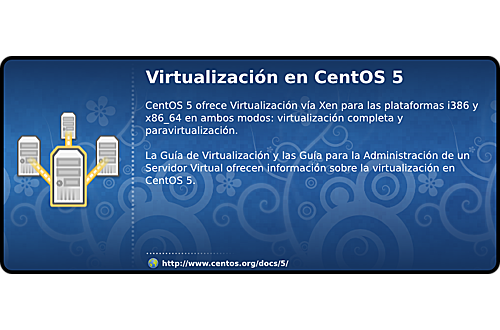 Virtualización en CentOS 5
CentOS 5 ofrece Virtualización vía Xen para las plataformas i386 y
x86_64 en ambos modos: virtualización completa y
paravirtualización.
La Guía de Virtualización y las Guía para la Administración de un
Servidor Virtual ofrecen información sobre la virtualización en
CentOS 5.
http://www.centos.org/docs/5/